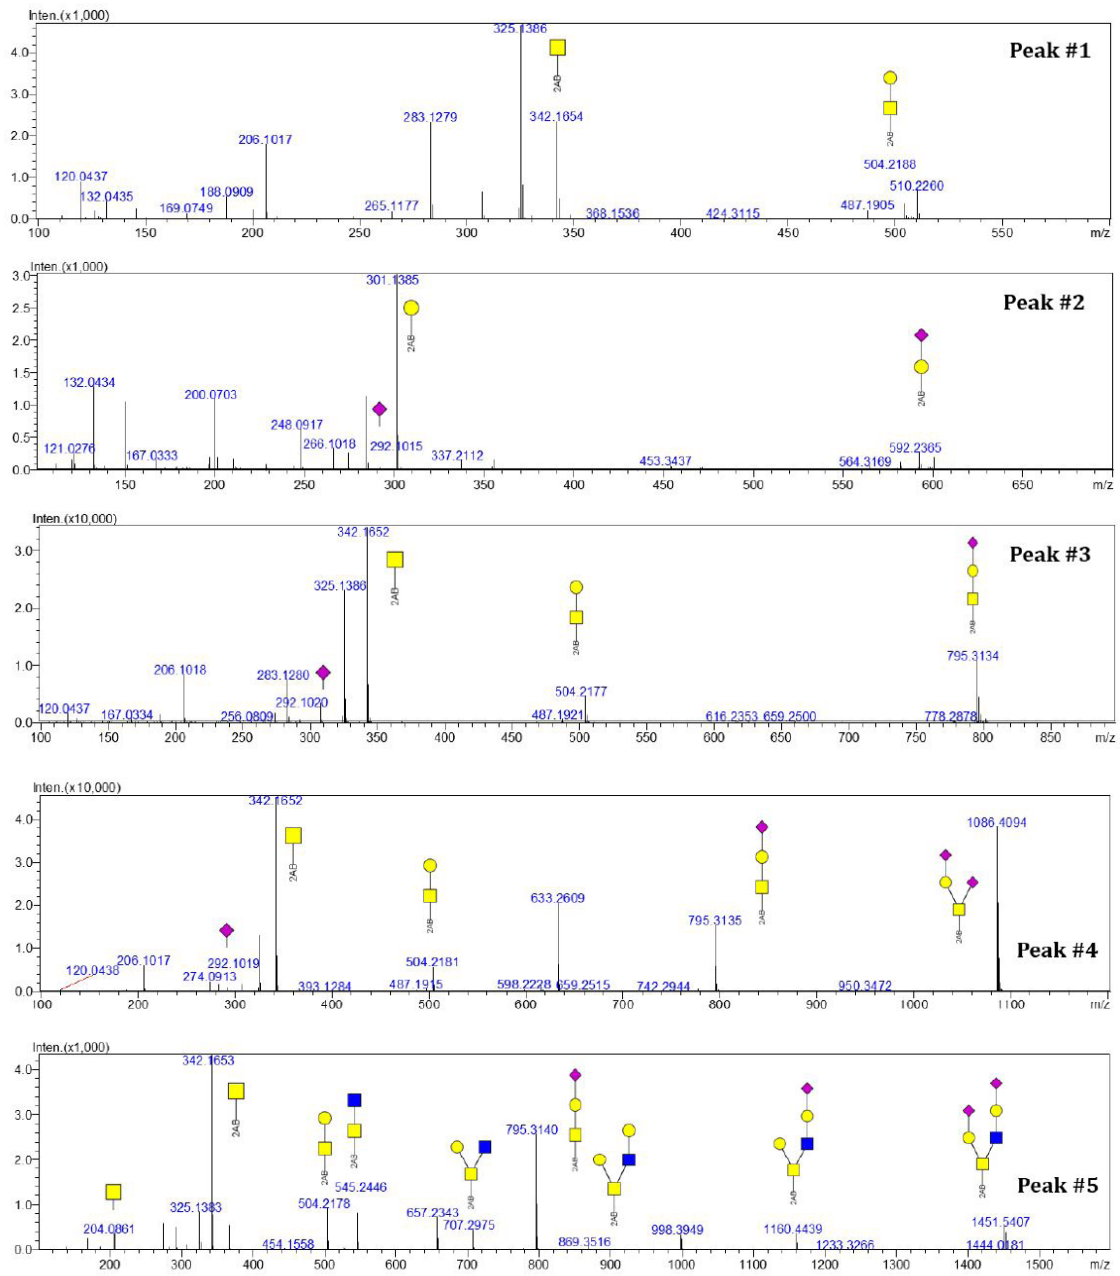 Inten.(x1,000)
325.1386
Peak #1
4.0
2AB
3.0
283.1279
342.1654
2AB
2.0
206.1017
504.2188
120.0437
510.2260
1.0
132.0435
188.0909
169.0749
265.1177
368.1536
424.3115
487.1905
0.0
100 150 200 250 300 350 400 450 500 550 m/z
Inten.(x1,000)
3.0
301.1385
Peak #2
2.5
2AB
2.0
1.5
132.0434
2AB
200.0703
1.0
248.0917
0.5
121.0276
167.0333
266.1018
292.1015
337.2112
453.3437
564.3169
592.2365
0.0
150 200 250 300 350 400 450 500 550 600 650 m/z
Inten.(x10,000)
342.1652
3.0
Peak #3
325.1386
2AB
2.0
2AB
2AB
206.1018
283.1280
795.3134
1.0
292.1020
504.2177
120.0437
167.0334
256.0809
487.1921
616.2353
659.2500
778.2878
0.0
100 150 200 250 300 350 400 450 500 550 600 650 700 750 800 850 m/z
Inten.(x10,000)
342.1652
1086.4094
4.0
2AB
3.0
2AB
2AB
2AB
633.2609
2.0
795.3135
Peak #4
206.1017
292.1019
504.2181
1.0
120.0438
274.0913
393.1284
487.1915
598.2228
659.2515
742.2944
950.3472
0.0
100 200 300 400 500 600 700 800 900 1000 1100 m/z
Inten.(x1,000)
342.1653
4.0
2AB
3.0
795.3140
2AB
2AB
2AB
Peak #5
2.0
545.2446
2AB
2AB
2AB
2AB
325.1383
504.2178
657.2343
1451.5407
1.0
204.0861
707.2975
998.3949
1160.4439
454.1558
869.3516
1233.3266
1444.0181
0.0
200 300 400 500 600 700 800 900 1000 1100 1200 1300 1400 1500 m/z